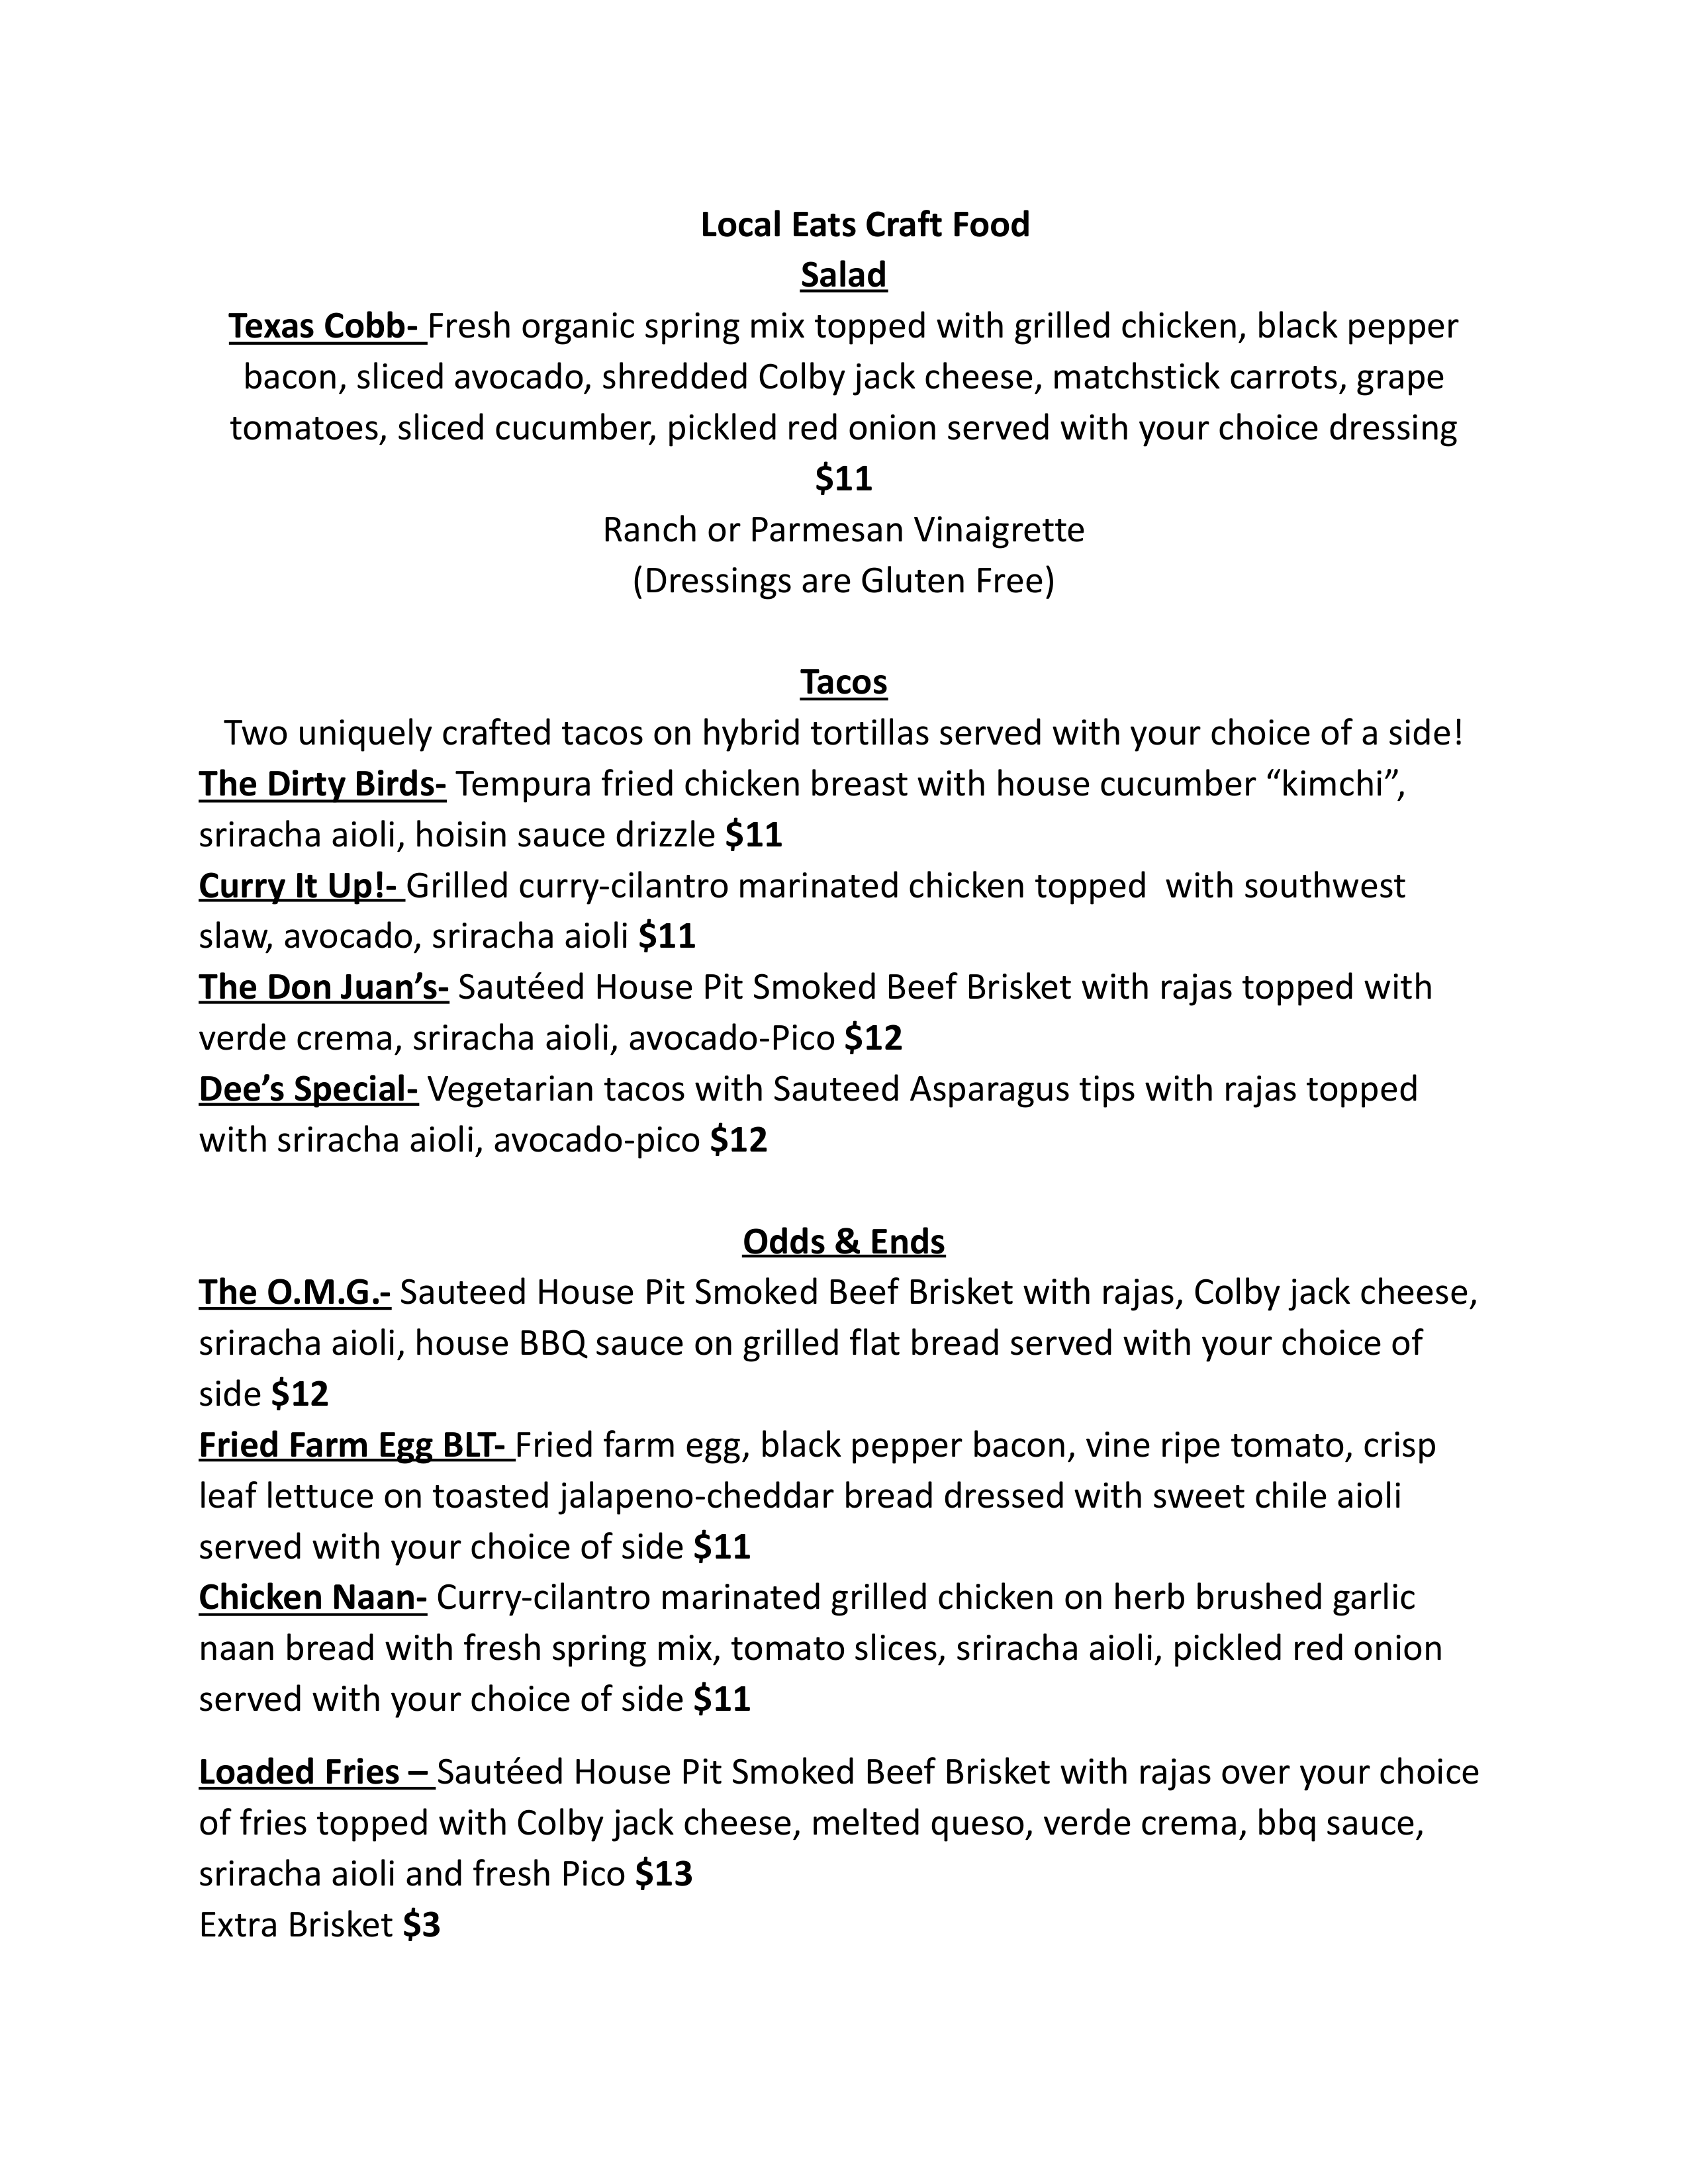 Local Eats Craft Food
Salad
Texas Cobb- Fresh organic spring mix topped with grilled chicken, black pepper
bacon, sliced avocado, shredded Colby jack cheese, matchstick carrots, grape
tomatoes, sliced cucumber, pickled red onion served with your choice dressing
$11
Ranch or Parmesan Vinaigrette
(Dressings are Gluten Free)
Tacos
Two uniquely crafted tacos on hybrid tortillas served with your choice of a side!
The Dirty Birds- Tempura fried chicken breast with house cucumber “kimchi”,
sriracha aioli, hoisin sauce drizzle $11
Curry It Up!- Grilled curry-cilantro marinated chicken topped  with southwest
slaw, avocado, sriracha aioli $11
The Don Juan’s- Sautéed House Pit Smoked Beef Brisket with rajas topped with
verde crema, sriracha aioli, avocado-Pico $12
Dee’s Special- Vegetarian tacos with Sauteed Asparagus tips with rajas topped
with sriracha aioli, avocado-pico $12
Odds & Ends
The O.M.G.- Sauteed House Pit Smoked Beef Brisket with rajas, Colby jack cheese,
sriracha aioli, house BBQ sauce on grilled flat bread served with your choice of
side $12
Fried Farm Egg BLT- Fried farm egg, black pepper bacon, vine ripe tomato, crisp
leaf lettuce on toasted jalapeno-cheddar bread dressed with sweet chile aioli
served with your choice of side $11
Chicken Naan- Curry-cilantro marinated grilled chicken on herb brushed garlic
naan bread with fresh spring mix, tomato slices, sriracha aioli, pickled red onion
served with your choice of side $11
Loaded Fries – Sautéed House Pit Smoked Beef Brisket with rajas over your choice
of fries topped with Colby jack cheese, melted queso, verde crema, bbq sauce,
sriracha aioli and fresh Pico $13
Extra Brisket $3